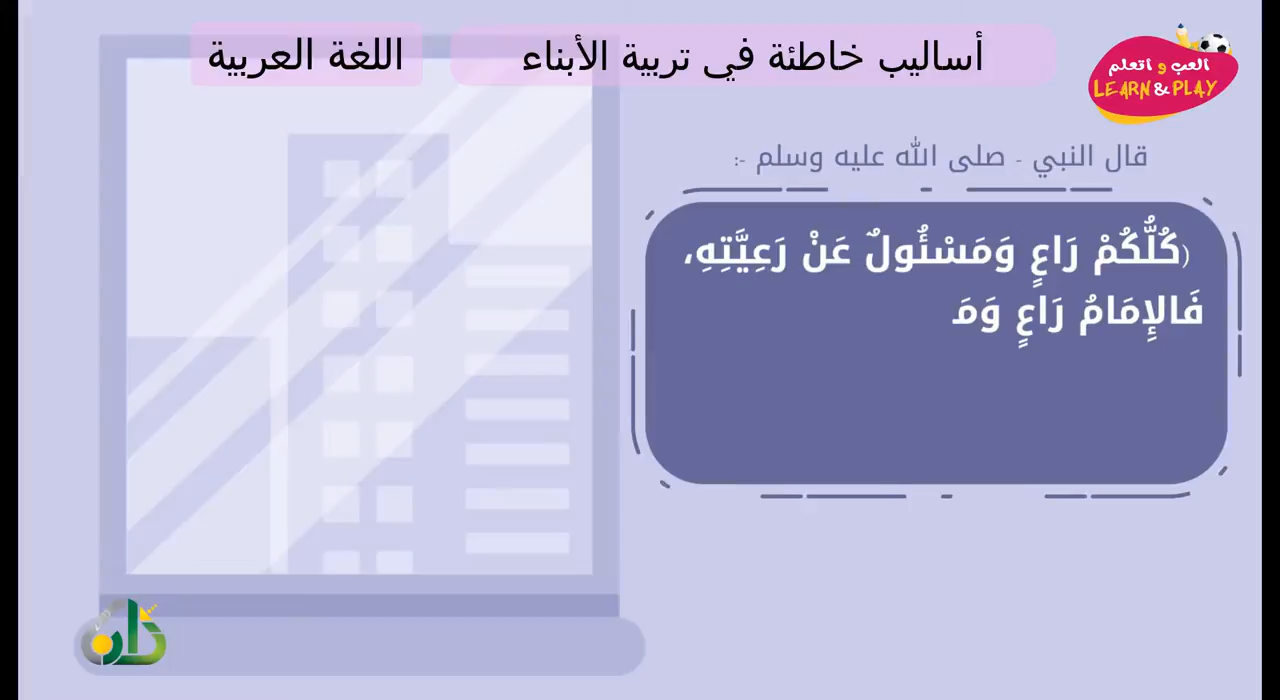 أساليب خاطئة في تربية الأبناء
اللغة العربية
العب و اتعلم
LEARN & PLAY
قال النبي - صلى الله عليه وسلم -:
(كُلُّكُمْ رَاعٍ وَمَسْئُولٌ عَنْ رَعِيَّتِهِ،
فَالإِمَامُ رَاعٍ وَمَ